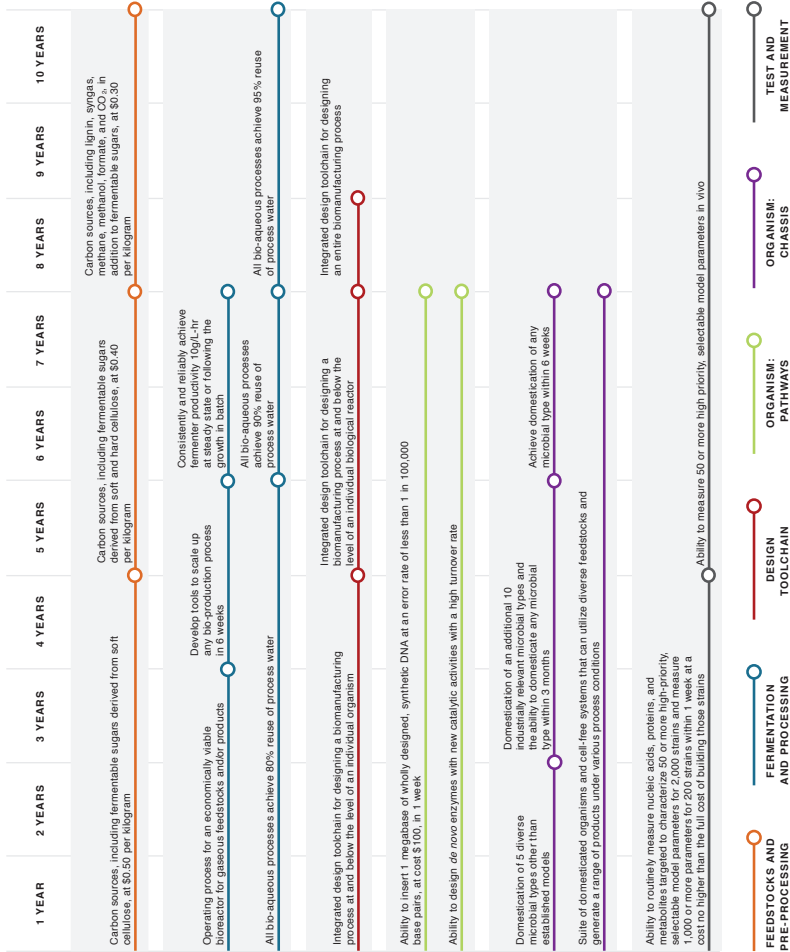 1 YEAR
2 YEARS
3 YEARS
4 YEARS
5 YEARS
6 YEARS
7 YEARS
8 YEARS
9 YEARS
10 YEARS
Carbon sources, including fermentable sugars derived from soft
cellulose, at $0.50 per kilogram
Carbon sources, including fermentable sugars
derived from soft and hard cellulose, at $0.40
per kilogram
Carbon sources, including lignin, syngas,
methane, methanol, formate, and CO₂, in
addition to fermentable sugars, at $0.30
per kilogram
Operating process for an economically viable
bioreactor for gaseous feedstocks and/or products
Develop tools to scale up
any bio-production process
in 6 weeks
Consistently and reliably achieve
fermenter productivity 10g/L-hr
at steady state or following the
growth in batch
All bio-aqueous processes achieve 80% reuse of process water
All bio-aqueous processes
achieve 90% reuse of
process water
All bio-aqueous processes achieve 95% reuse
of process water
Integrated design toolchain for designing a biomanufacturing
process at and below the level of an individual organism
Integrated design toolchain for designing a
biomanufacturing process at and below the
level of an individual biological reactor
Integrated design toolchain for designing
an entire biomanufacturing process
Ability to insert 1 megabase of wholly designed, synthetic DNA at an error rate of less than 1 in 100,000
base pairs, at cost $100, in 1 week
Ability to design de novo enzymes with new catalytic activities with a high turnover rate
Domestication of 5 diverse
microbial types other than
established models
Domestication of an additional 10
industrially relevant microbial types and
the ability to domesticate any microbial
type within 3 months
Achieve domestication of any
microbial type within 6 weeks
Suite of domesticated organisms and cell-free systems that can utilize diverse feedstocks and
generate a range of products under various process conditions
Ability to routinely measure nucleic acids, proteins, and
metabolites targeted to characterize 50 or more high-priority,
selectable model parameters for 2,000 strains and measure
1,000 or more parameters for 200 strains within 1 week at a
cost no higher than the full cost of building those strains
Ability to measure 50 or more high priority, selectable model parameters in vivo
FEEDSTOCKS AND
PRE-PROCESSING
FERMENTATION
AND PROCESSING
DESIGN
TOOLCHAIN
ORGANISM:
PATHWAYS
ORGANISM:
CHASSIS
TEST AND
MEASUREMENT